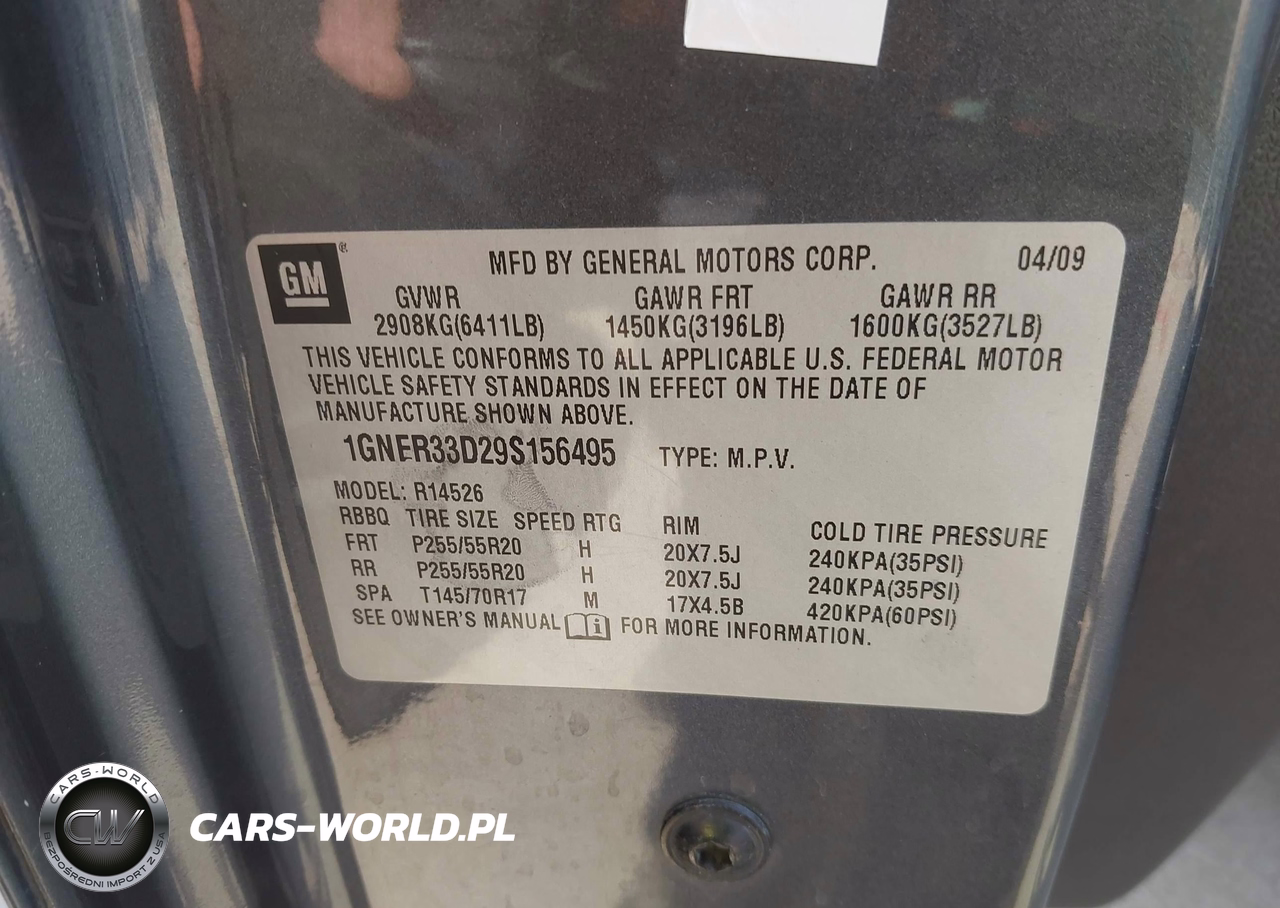 GM ®
MFD BY GENERAL MOTORS CORP. 04/09
GVWR GAWR FRT GAWR RR
2908KG(6411LB) 1450KG(3196LB) 1600KG(3527LB)
THIS VEHICLE CONFORMS TO ALL APPLICABLE U.S. FEDERAL MOTOR
VEHICLE SAFETY STANDARDS IN EFFECT ON THE DATE OF
MANUFACTURE SHOWN ABOVE.
1GNER33D29S156495 TYPE: M.P.V.
MODEL: R14526
RBBQ TIRE SIZE SPEED RTG RIM COLD TIRE PRESSURE
FRT P255/55R20 H 20X7.5J 240KPA(35PSI)
RR P255/55R20 H 20X7.5J 240KPA(35PSI)
SPA T145/70R17 M 17X4.5B 420KPA(60PSI)
SEE OWNER'S MANUAL i FOR MORE INFORMATION.
CARS-WORLD
CW
BEZPOŚREDNI IMPORT Z USA
CARS-WORLD.PL